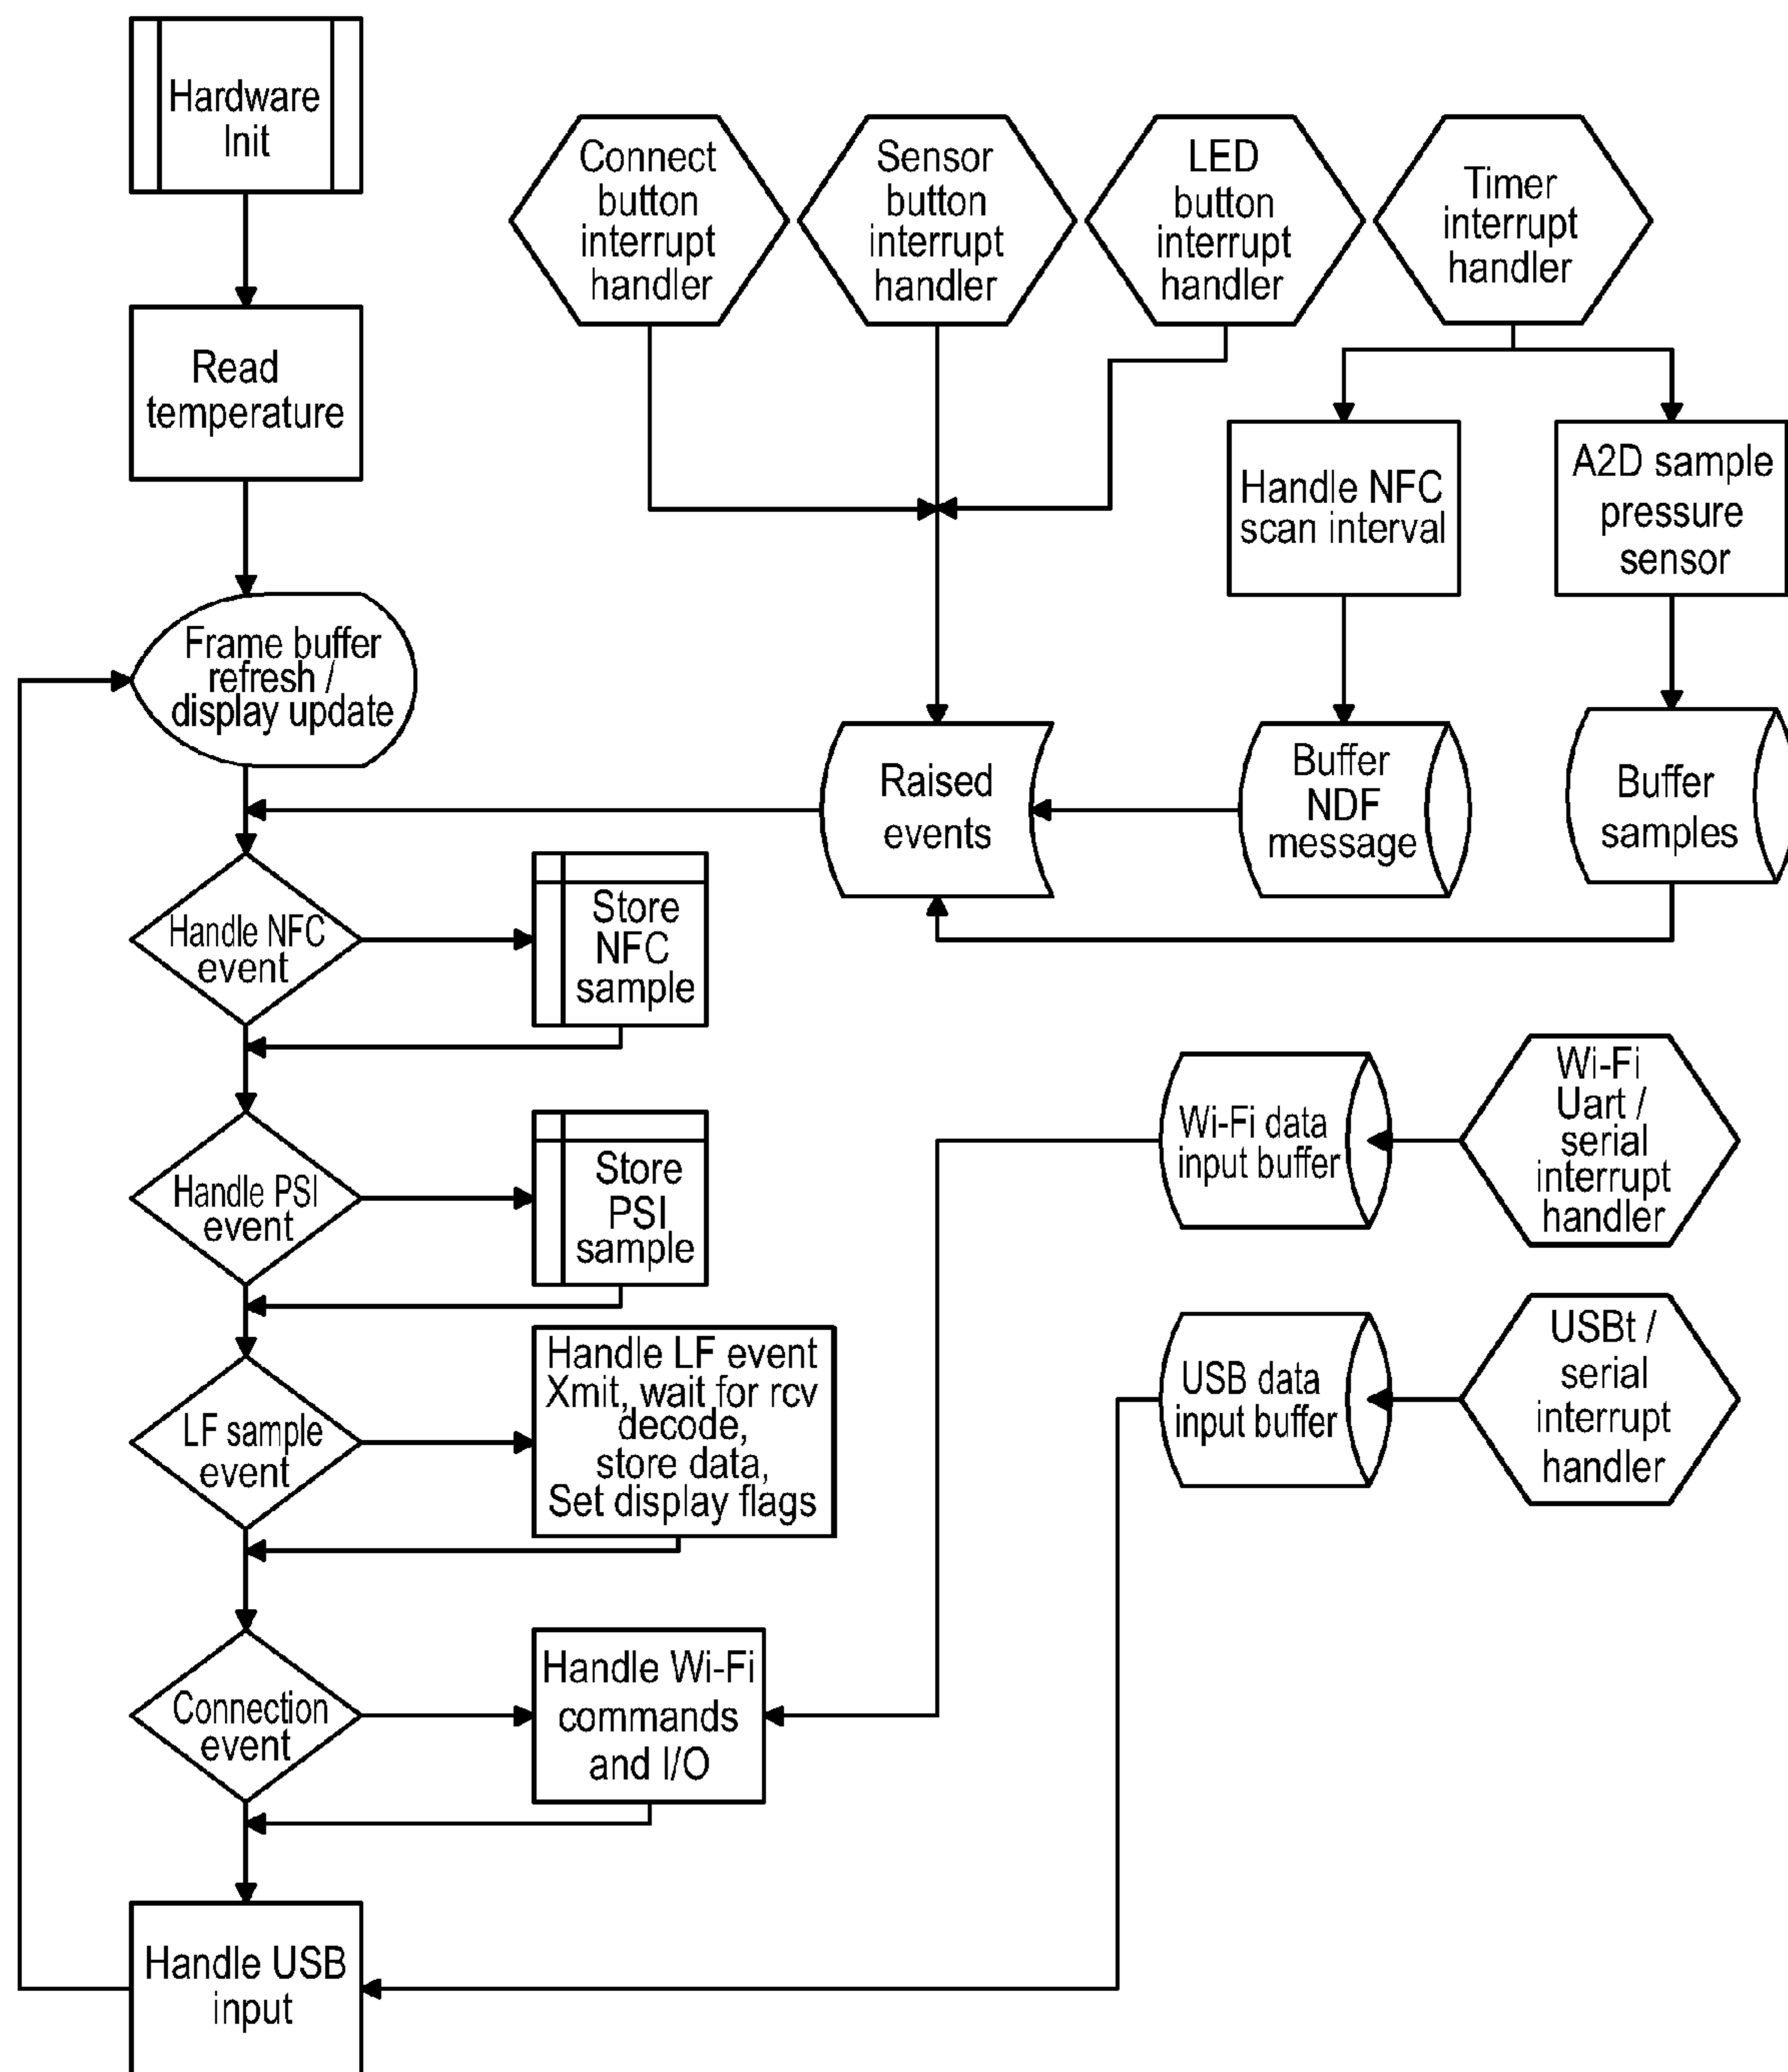 Hardware
Init
Connect
button
interrupt
handler
Sensor
button
interrupt
handler
LED
button
interrupt
handler
Timer
interrupt
handler
Read
temperature
Handle NFC
scan interval
A2D sample
pressure
sensor
Frame buffer
refresh /
display update
Raised
events
Buffer
NDF
message
Buffer
samples
Handle NFC
event
Store
NFC
sample
Handle PSI
event
Store
PSI
sample
Wi-Fi data
input buffer
Wi-Fi
Uart /
serial
interrupt
handler
LF sample
event
Handle LF event
Xmit, wait for rcv
decode,
store data,
Set display flags
USB data
input buffer
USBt /
serial
interrupt
handler
Connection
event
Handle Wi-Fi
commands
and I/O
Handle USB
input